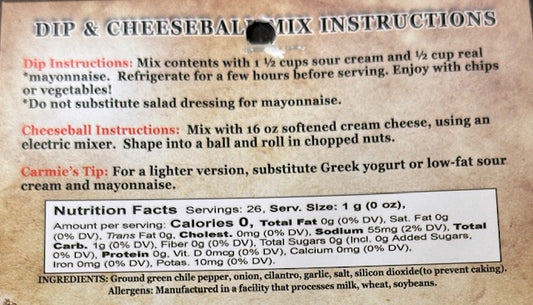 DIP & CHEESEBALL MIX INSTRUCTIONS
Dip Instructions: Mix contents with 1 ½ cups sour cream and ½ cup real
*mayonnaise. Refrigerate for a few hours before serving. Enjoy with chips
or vegetables!
*Do not substitute salad dressing for mayonnaise.
Cheeseball Instructions: Mix with 16 oz softened cream cheese, using an
electric mixer. Shape into a ball and roll in chopped nuts.
Carmie's Tip: For a lighter version, substitute Greek yogurt or low-fat sour
cream and mayonnaise.
Nutrition Facts Servings: 26, Serv. Size: 1 g (0 oz),
Amount per serving: Calories 0, Total Fat 0g (0% DV), Sat. Fat 0g
(0% DV), Trans Fat 0g, Cholest. 0mg (0% DV), Sodium 55mg (2% DV), Total
Carb. 1g (0% DV), Fiber 0g (0% DV), Total Sugars 0g (Incl. 0g Added Sugars,
0% DV), Protein 0g, Vit. D 0mcg (0% DV), Calcium 0mg (0% DV),
Iron 0mg (0% DV), Potas. 10mg (0% DV).
INGREDIENTS: Ground green chile pepper, onion, cilantro, garlic, salt, silicon dioxide(to prevent caking).
Allergens: Manufactured in a facility that processes milk, wheat, soybeans.